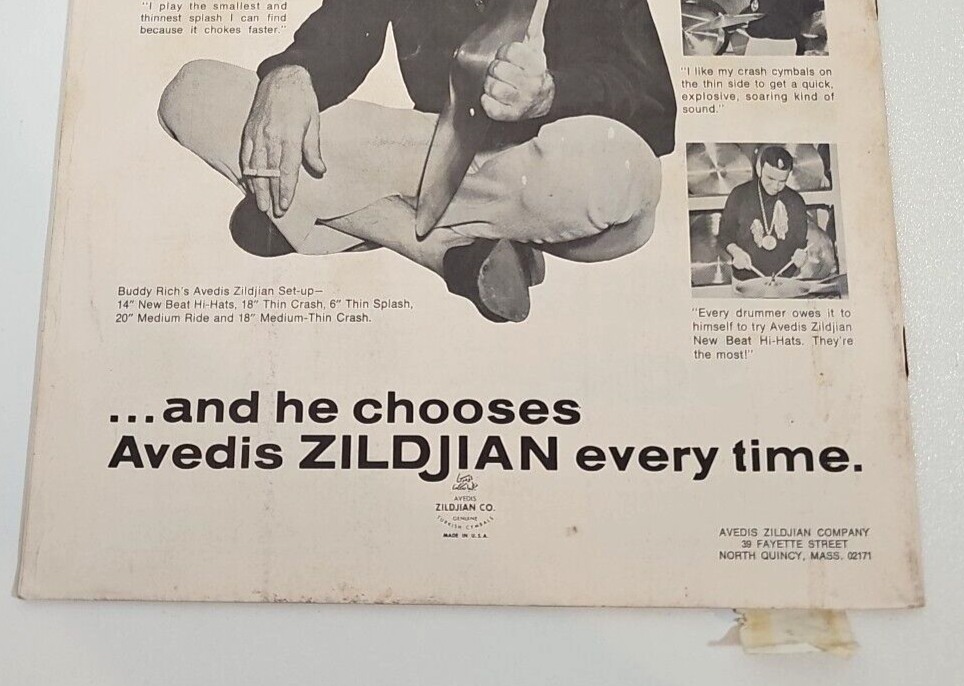 "I play the smallest and
thinnest splash I can find
because it chokes faster."
"I like my crash cymbals on
the thin side to get a quick,
explosive, soaring kind of
sound."
"Every drummer owes it to
himself to try Avedis Zildjian
New Beat Hi-Hats. They're
the most!"
Buddy Rich's Avedis Zildjian Set-up—
14" New Beat Hi-Hats, 18" Thin Crash, 6" Thin Splash,
20" Medium Ride and 18" Medium-Thin Crash.
...and he chooses
Avedis ZILDJIAN every time.
AVEDIS
ZILDJIAN CO.
GENUINE
TURKISH CYMBALS
MADE IN U.S.A.
AVEDIS ZILDJIAN COMPANY
39 FAYETTE STREET
NORTH QUINCY, MASS. 02171